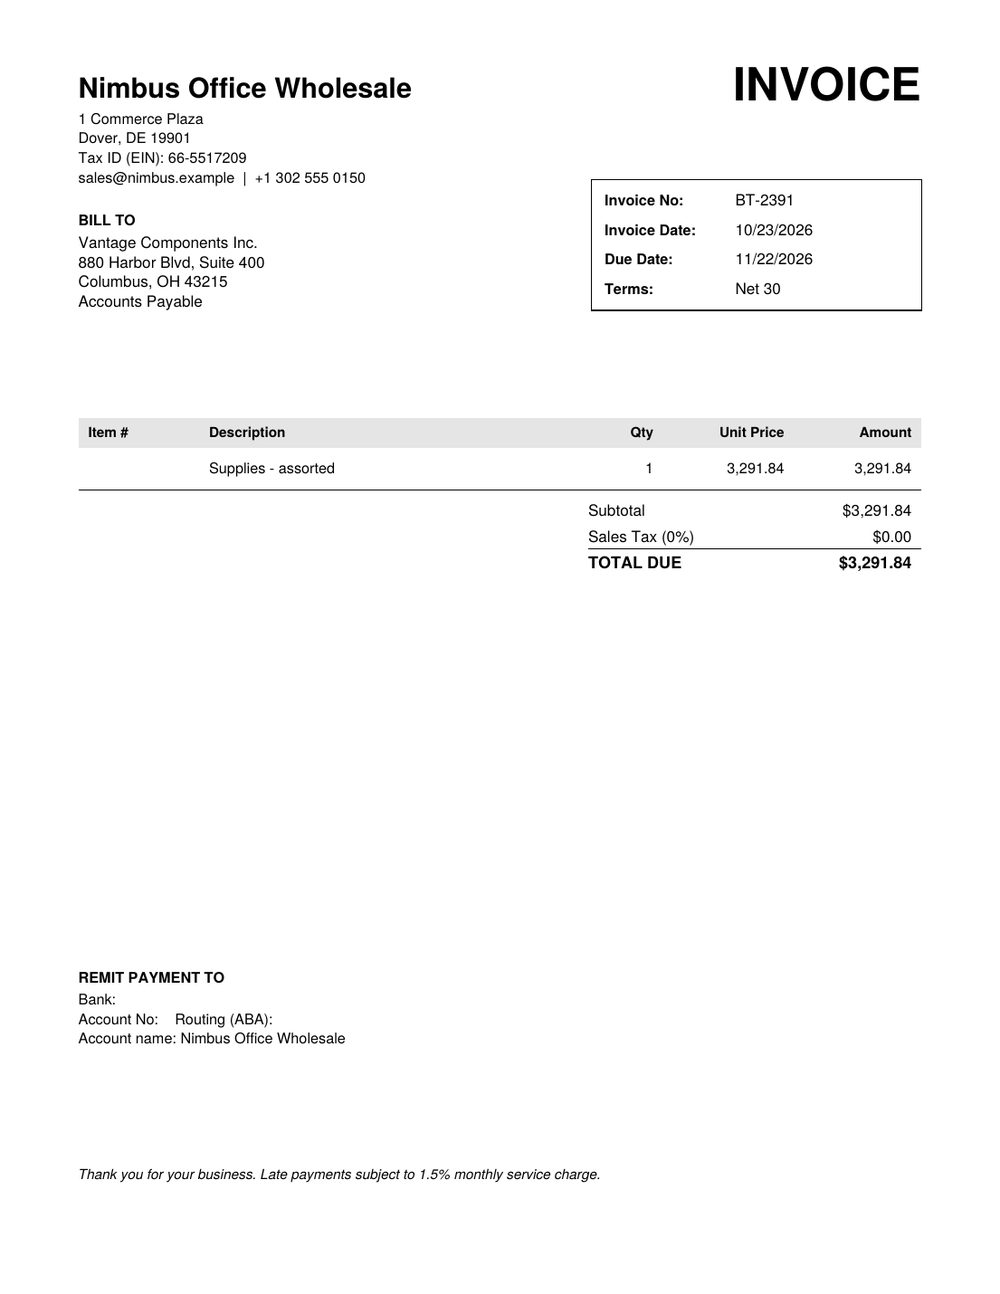 Nimbus Office Wholesale
INVOICE
1 Commerce Plaza
Dover, DE 19901
Tax ID (EIN): 66-5517209
sales@nimbus.example | +1 302 555 0150
BILL TO
Vantage Components Inc.
880 Harbor Blvd, Suite 400
Columbus, OH 43215
Accounts Payable
Invoice No: BT-2391
Invoice Date: 10/23/2026
Due Date: 11/22/2026
Terms: Net 30
Item # Description Qty Unit Price Amount
Supplies - assorted 1 3,291.84 3,291.84
Subtotal $3,291.84
Sales Tax (0%) $0.00
TOTAL DUE $3,291.84
REMIT PAYMENT TO
Bank:
Account No: Routing (ABA):
Account name: Nimbus Office Wholesale
Thank you for your business. Late payments subject to 1.5% monthly service charge.